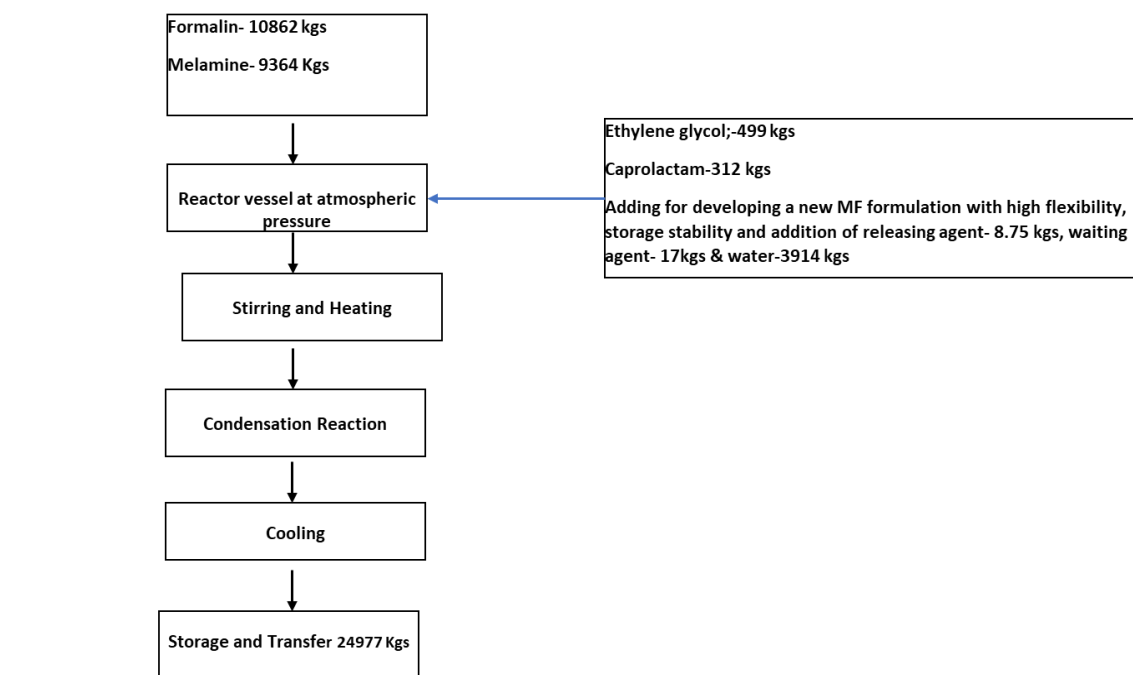 Formalin- 10862 kgs
Melamine- 9364 Kgs
Ethylene glycol;-499 kgs
Caprolactam-312 kgs
Adding for developing a new MF formulation with high flexibility,
storage stability and addition of releasing agent- 8.75 kgs, waiting
agent- 17kgs & water-3914 kgs
Reactor vessel at atmospheric
pressure
Stirring and Heating
Condensation Reaction
Cooling
Storage and Transfer 24977 Kgs